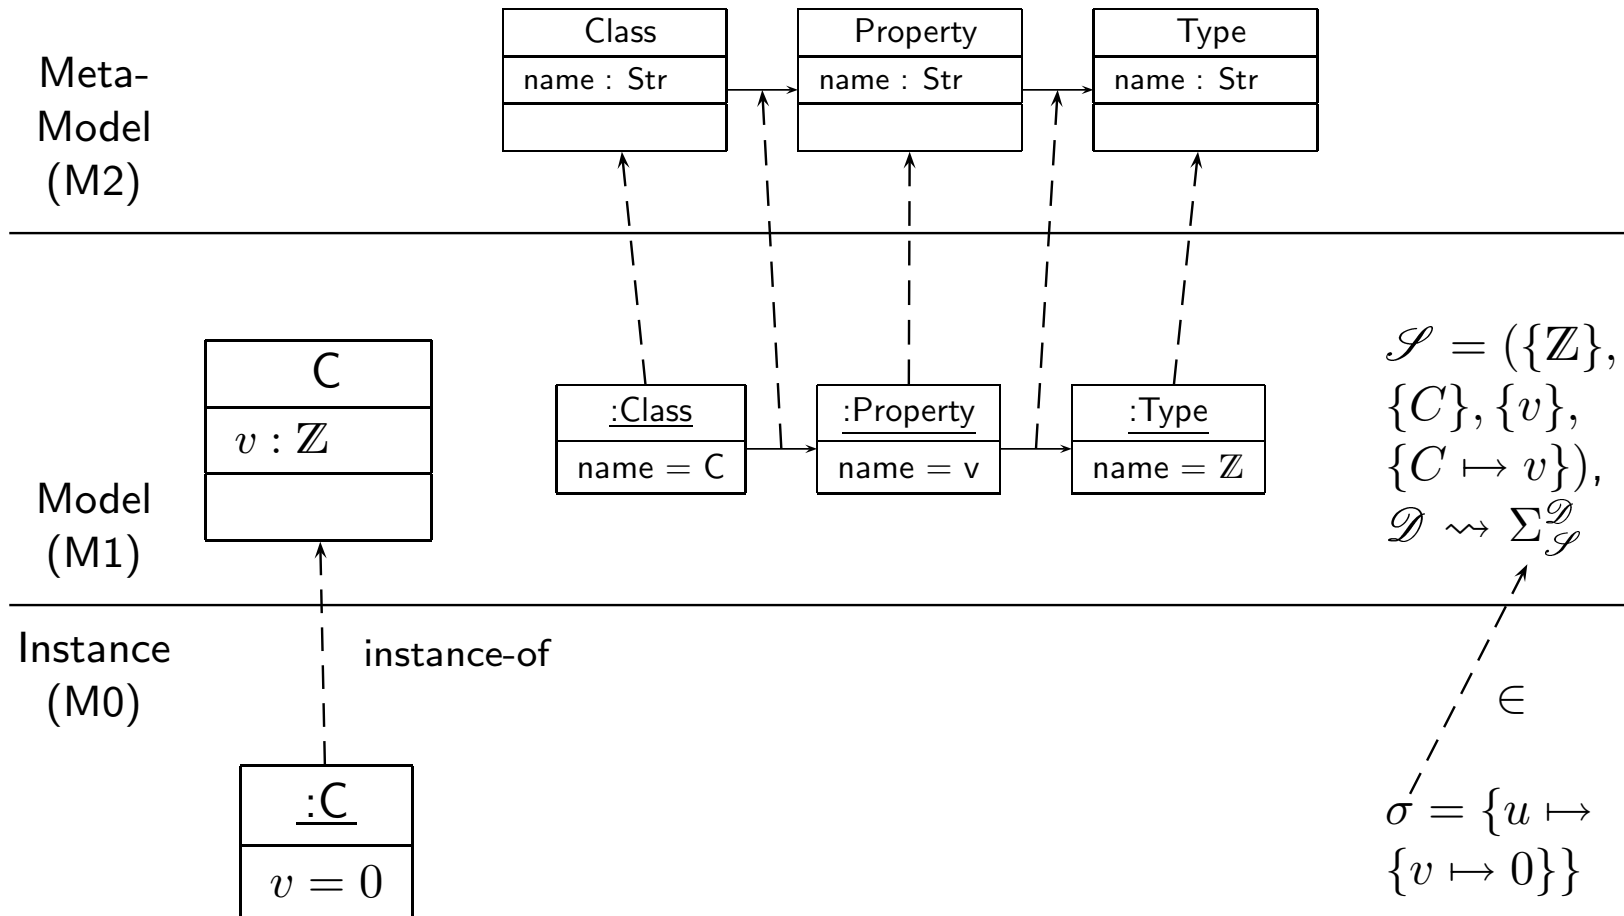 Meta-
Model
(M2)
Class
name : Str
Property
name : Str
Type
name : Str
Model
(M1)
C
v : ℤ
:Class
name = C
:Property
name = v
:Type
name = ℤ
𝒮 = ({ℤ},
{C}, {v},
{C ↦ v}),
𝒟 ⇝ Σ_𝒮^𝒟
Instance
(M0)
instance-of
:C
v = 0
∈
σ = {u ↦
{v ↦ 0}}